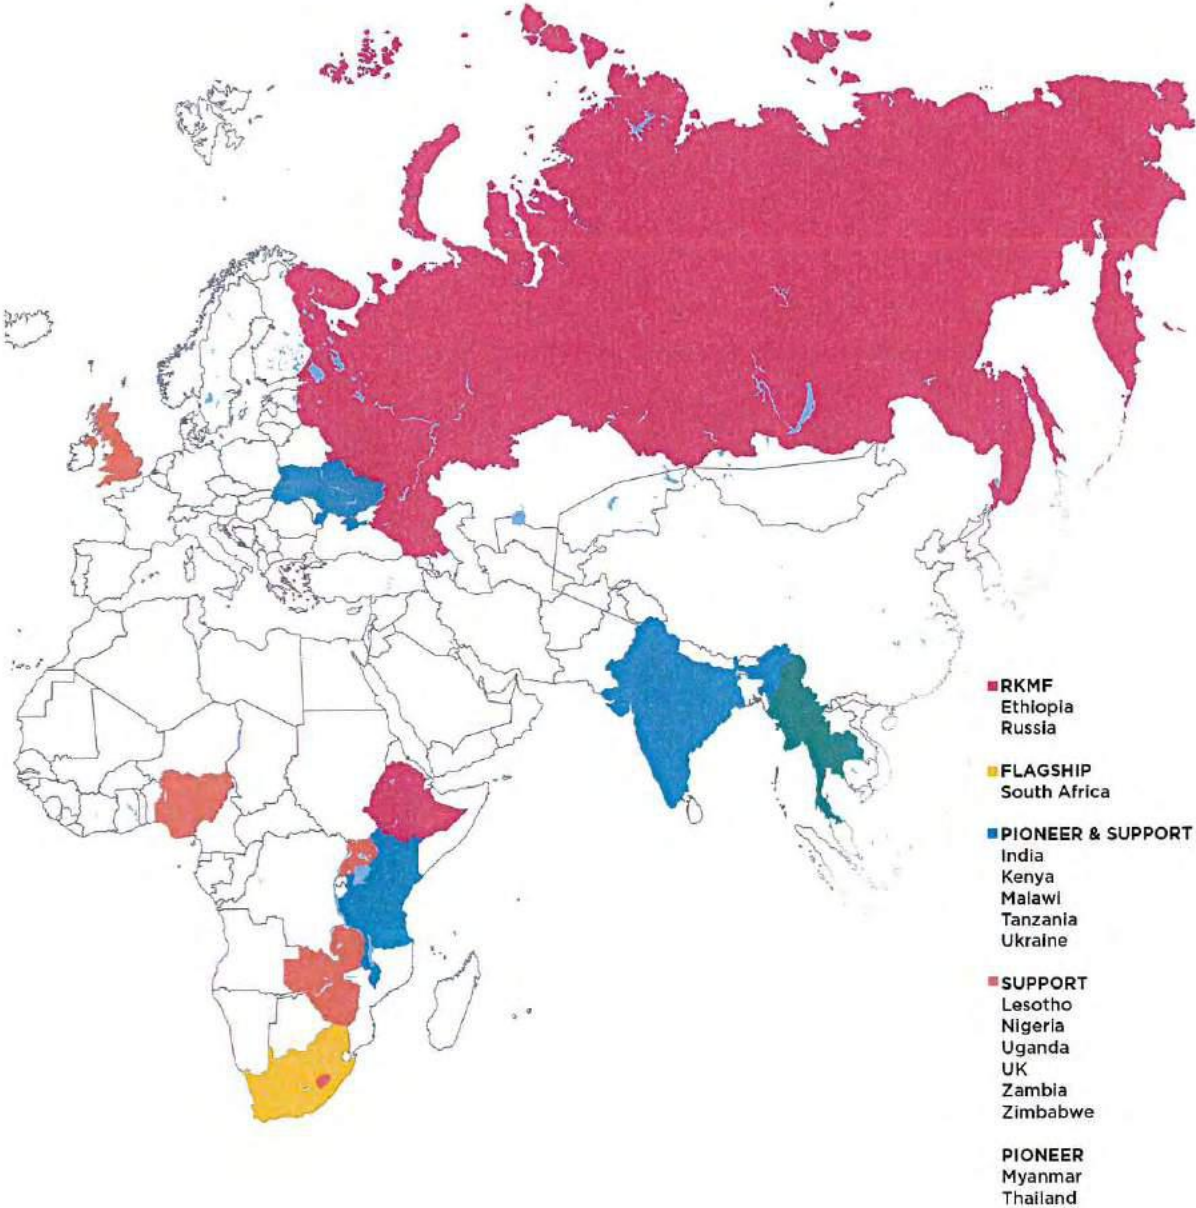 RKMF
Ethiopia
Russia
FLAGSHIP
South Africa
PIONEER & SUPPORT
India
Kenya
Malawi
Tanzania
Ukraine
SUPPORT
Lesotho
Nigeria
Uganda
UK
Zambia
Zimbabwe
PIONEER
Myanmar
Thailand